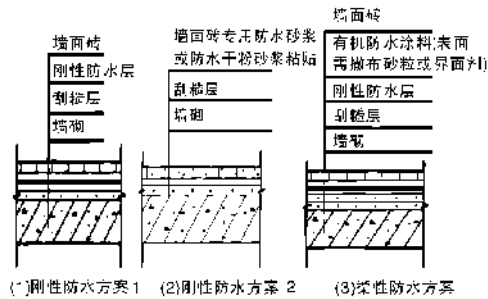 墙面砖
刚性防水层
刮糙层
墙砌
墙面砖专用防水砂浆
或防水干粉砂浆粘贴
刮糙层
墙砌
墙面砖
有机防水涂料(表面
需撒布砂粒或界面剂)
刚性防水层
刮糙层
墙砌
(1)刚性防水方案1
(2)刚性防水方案 2
(3)柔性防水方案